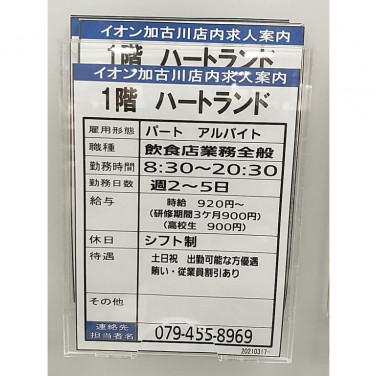 イオン加古川店内求人案内
1階 ハートランド
イオン加古川店内求人案内
1階 ハートランド
雇用形態 パート アルバイト
職種 飲食店業務全般
勤務時間 8:30～20:30
勤務日数 週2～5日
給与 時給 920円～
(研修期間3ケ月900円)
(高校生 900円)
休日 シフト制
待遇 土日祝 出勤可能な方優遇
賄い・従業員割引あり
その他
連絡先
担当者名 079-455-8969
20210317-